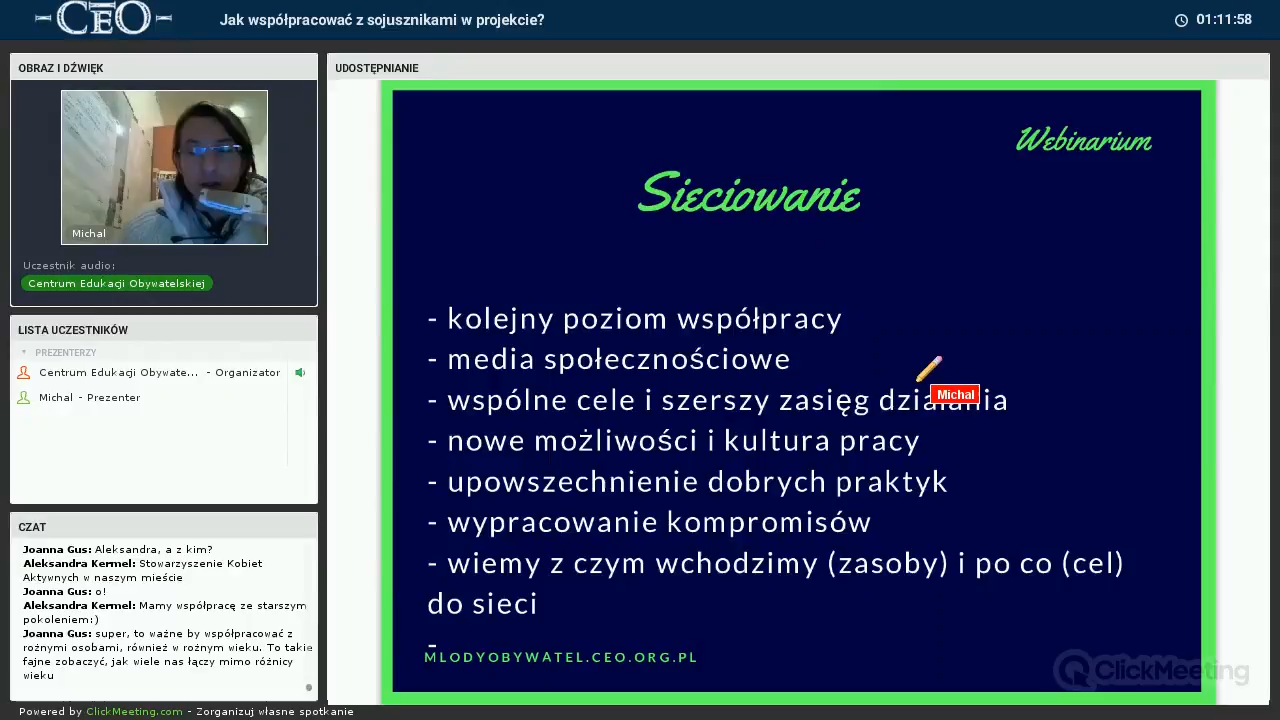 CEO
Jak współpracować z sojusznikami w projekcie?
01:11:58
OBRAZ I DŹWIĘK
Michal
Uczestnik audio:
Centrum Edukacji Obywatelskiej
LISTA UCZESTNIKÓW
PREZENTERZY
Centrum Edukacji Obywate... - Organizator
Michal - Prezenter
CZAT
Joanna Gus: Aleksandra, a z kim?
Aleksandra Kermel: Stowarzyszenie Kobiet
Aktywnych w naszym mieście
Joanna Gus: o!
Aleksandra Kermel: Mamy współpracę ze starszym
pokoleniem:)
Joanna Gus: super, to ważne by współpracować z
rożnymi osobami, również w rożnym wieku. To takie
fajne zobaczyć, jak wiele nas łączy mimo różnicy
wieku
UDOSTĘPNIANIE
Webinarium
Sieciowanie
- kolejny poziom współpracy
- media społecznościowe
- wspólne cele i szerszy zasięg działania
Michal
- nowe możliwości i kultura pracy
- upowszechnienie dobrych praktyk
- wypracowanie kompromisów
- wiemy z czym wchodzimy (zasoby) i po co (cel)
do sieci
-
MLODYOBYWATEL.CEO.ORG.PL
ClickMeeting
Powered by ClickMeeting.com - Zorganizuj własne spotkanie